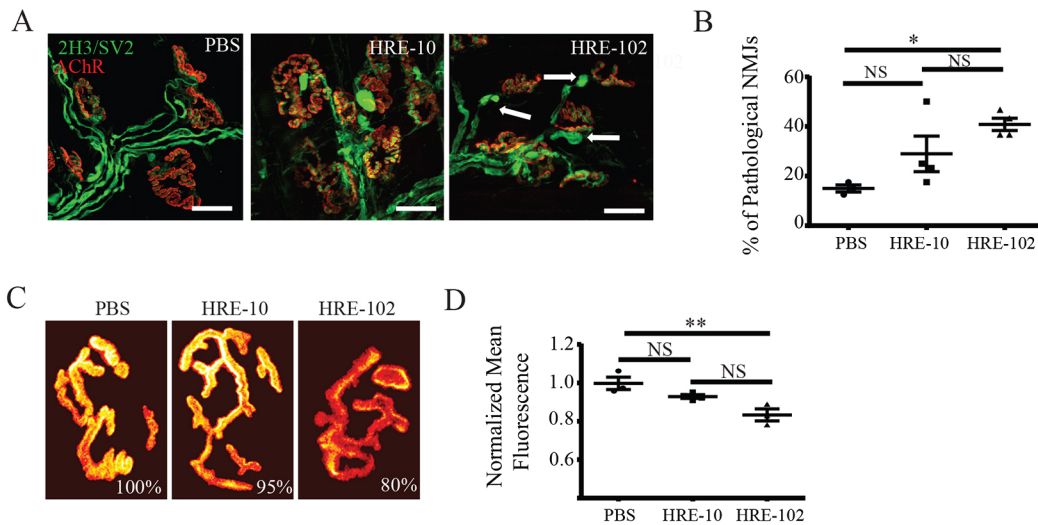 A
2H3/SV2
AChR
PBS
HRE-10
HRE-102
B
% of Pathological NMJs
60
40
20
0
*
NS
NS
PBS
HRE-10
HRE-102
C
PBS
HRE-10
HRE-102
100%
95%
80%
D
Normalized Mean
Fluorescence
1.0
0.8
0.6
**
NS
NS
PBS
HRE-10
HRE-102